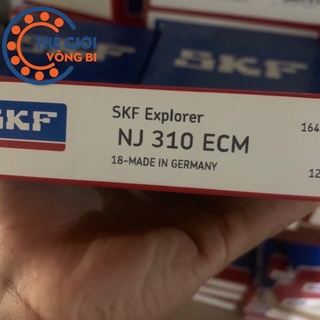 THẾ GIỚI
VÒNG BI
SKF
SKF Explorer
NJ 310 ECM
18-MADE IN GERMANY
164
12
SKF